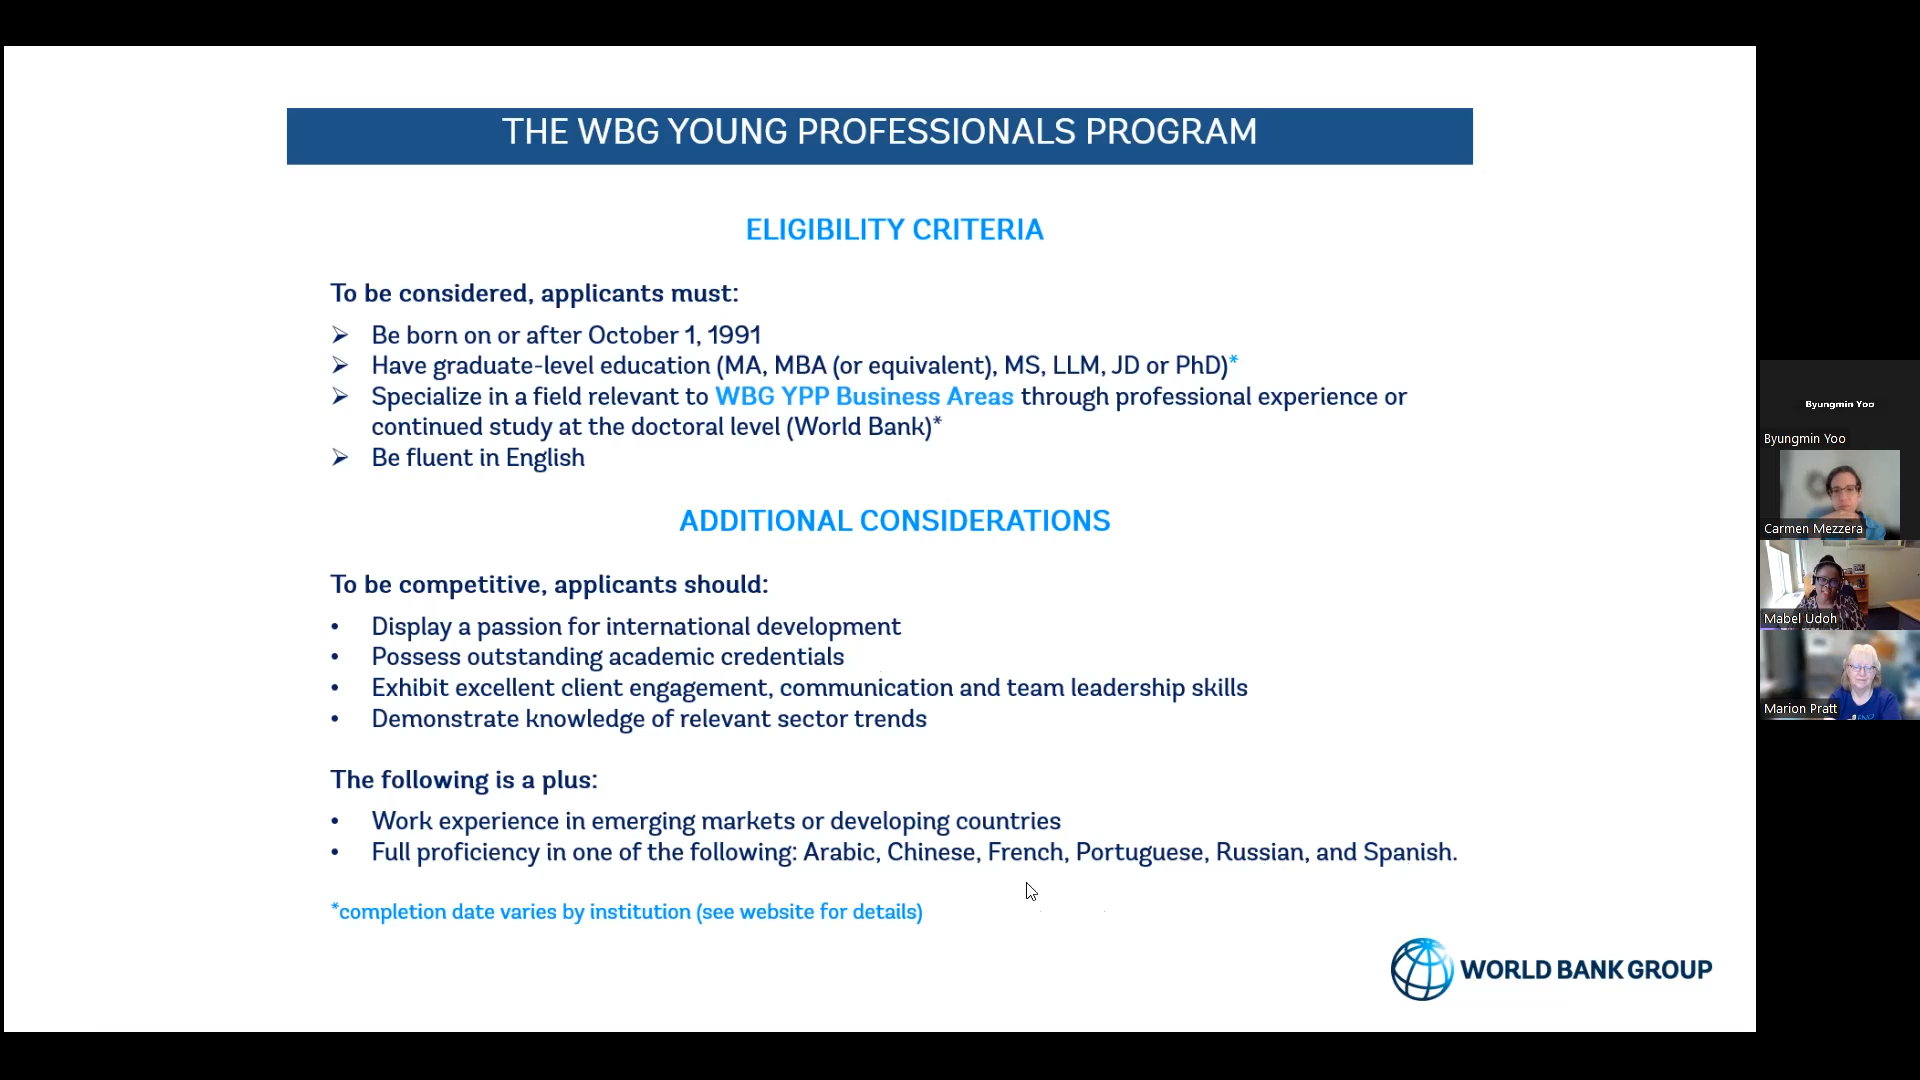 THE WBG YOUNG PROFESSIONALS PROGRAM
ELIGIBILITY CRITERIA
To be considered, applicants must:
➢ Be born on or after October 1, 1991
➢ Have graduate-level education (MA, MBA (or equivalent), MS, LLM, JD or PhD)*
➢ Specialize in a field relevant to WBG YPP Business Areas through professional experience or
continued study at the doctoral level (World Bank)*
➢ Be fluent in English
ADDITIONAL CONSIDERATIONS
To be competitive, applicants should:
• Display a passion for international development
• Possess outstanding academic credentials
• Exhibit excellent client engagement, communication and team leadership skills
• Demonstrate knowledge of relevant sector trends
The following is a plus:
• Work experience in emerging markets or developing countries
• Full proficiency in one of the following: Arabic, Chinese, French, Portuguese, Russian, and Spanish.
*completion date varies by institution (see website for details)
WORLD BANK GROUP
Byungmin Yoo
Byungmin Yoo
Carmen Mezzera
Mabel Udoh
Marion Pratt